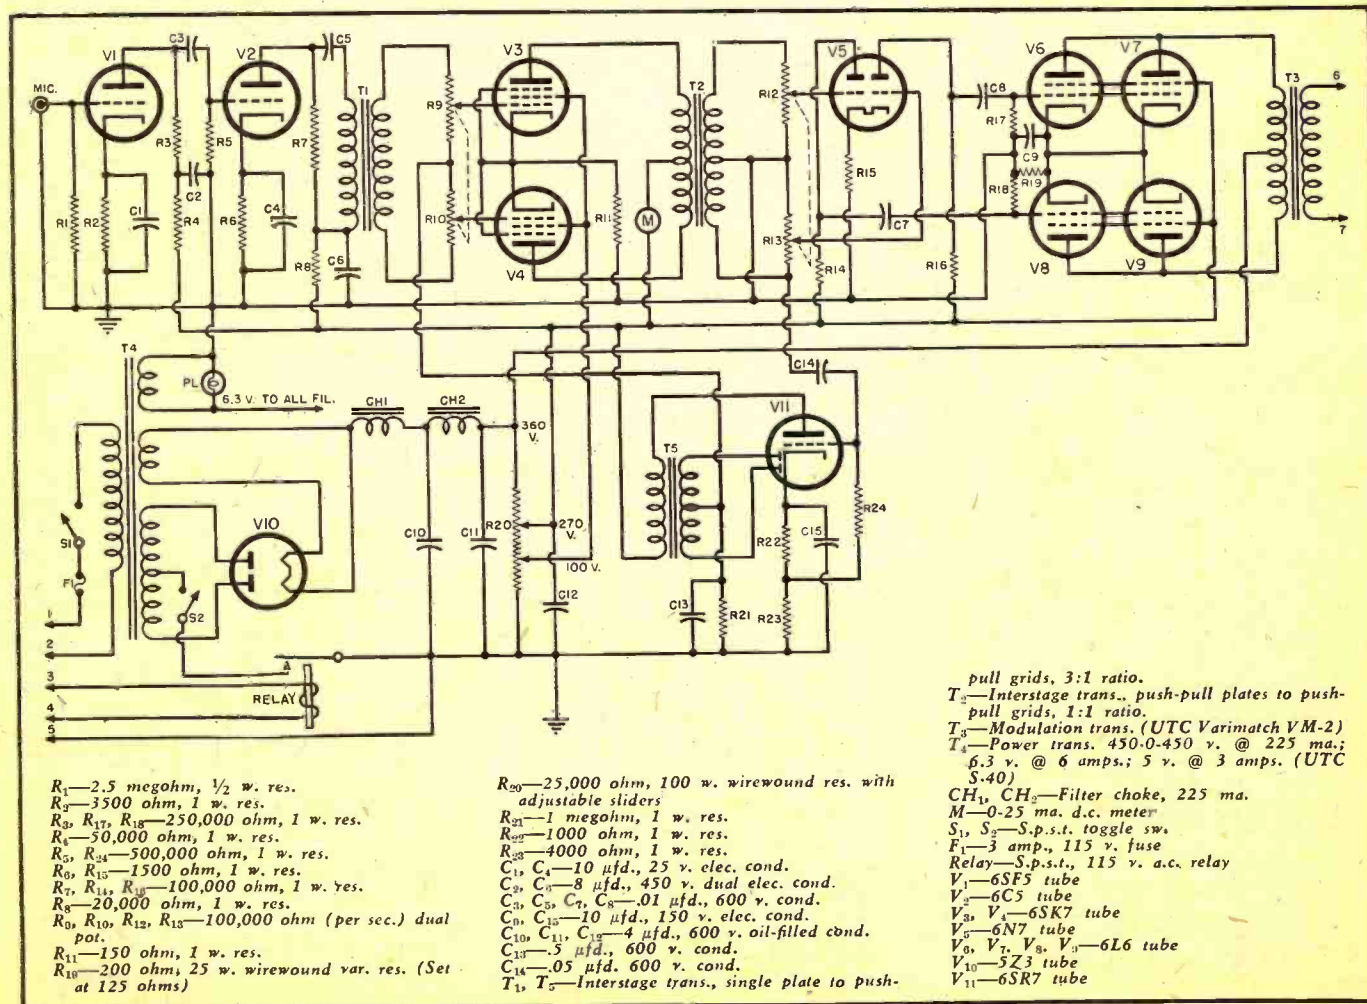 MIC.
V1
C3
V2
C5
R1
R2
C1
R3
C2
R4
R5
R6
C4
R7
R8
C6
T1
R9
R10
V3
V4
R11
M
T2
R12
R13
V5
R15
R14
C7
R16
C8
R17
C9
R19
R18
V6
V7
V8
V9
T3
6
7
T4
PL
6.3 V. TO ALL FIL.
CH1
CH2
360 V.
R20
270 V.
100 V.
C10
C11
C12
V10
S1
F1
S2
1
2
3
4
5
A
RELAY
T5
V11
C14
R24
R22
C15
C13
R21
R23
R1—2.5 megohm, ½ w. res.
R2—3500 ohm, 1 w. res.
R3, R17, R18—250,000 ohm, 1 w. res.
R4—50,000 ohm, 1 w. res.
R5, R24—500,000 ohm, 1 w. res.
R6, R15—1500 ohm, 1 w. res.
R7, R14, R16—100,000 ohm, 1 w. res.
R8—20,000 ohm, 1 w. res.
R9, R10, R12, R13—100,000 ohm (per sec.) dual
pot.
R11—150 ohm, 1 w. res.
R19—200 ohm, 25 w. wirewound var. res. (Set
at 125 ohms)
R20—25,000 ohm, 100 w. wirewound res. with
adjustable sliders
R21—1 megohm, 1 w. res.
R22—1000 ohm, 1 w. res.
R23—4000 ohm, 1 w. res.
C1, C4—10 µfd., 25 v. elec. cond.
C2, C6—8 µfd., 450 v. dual elec. cond.
C3, C5, C7, C8—.01 µfd., 600 v. cond.
C9, C15—10 µfd., 150 v. elec. cond.
C10, C11, C12—4 µfd., 600 v. oil-filled cond.
C13—.5 µfd., 600 v. cond.
C14—.05 µfd. 600 v. cond.
T1, T5—Interstage trans., single plate to push-
pull grids, 3:1 ratio.
T2—Interstage trans., push-pull plates to push-
pull grids, 1:1 ratio.
T3—Modulation trans. (UTC Varimatch VM-2)
T4—Power trans. 450-0-450 v. @ 225 ma.;
6.3 v. @ 6 amps.; 5 v. @ 3 amps. (UTC
S-40)
CH1, CH2—Filter choke, 225 ma.
M—0-25 ma. d.c. meter
S1, S2—S.p.s.t. toggle sw.
F1—3 amp., 115 v. fuse
Relay—S.p.s.t., 115 v. a.c. relay
V1—6SF5 tube
V2—6C5 tube
V3, V4—6SK7 tube
V5—6N7 tube
V6, V7, V8, V9—6L6 tube
V10—5Z3 tube
V11—6SR7 tube